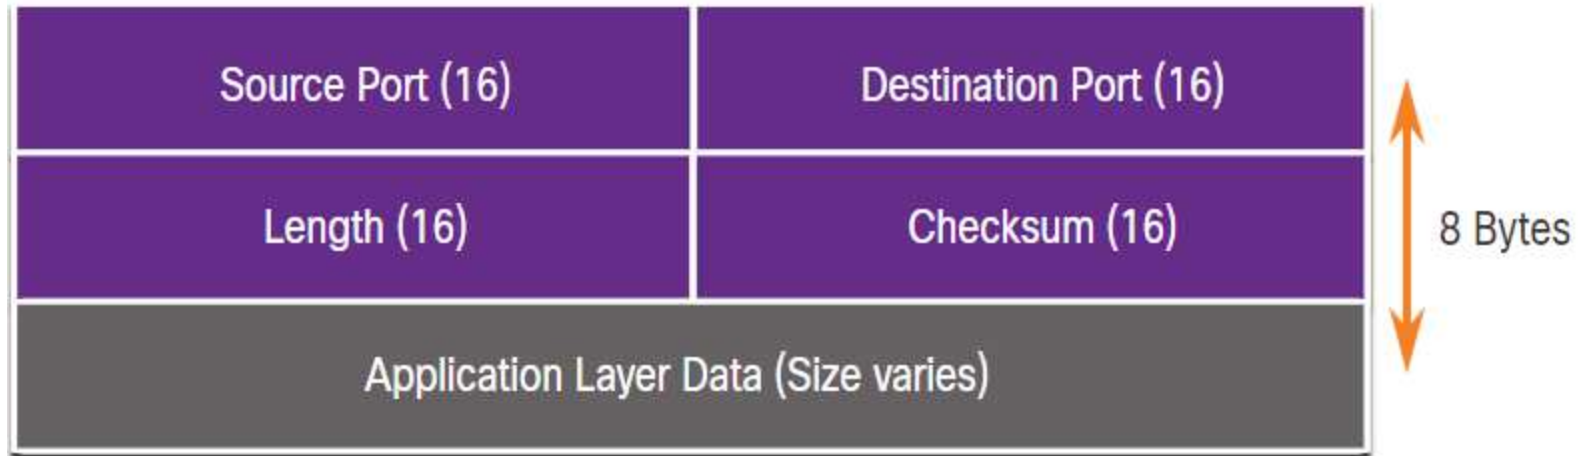 Source Port (16) Destination Port (16)
Length (16) Checksum (16)
8 Bytes
Application Layer Data (Size varies)